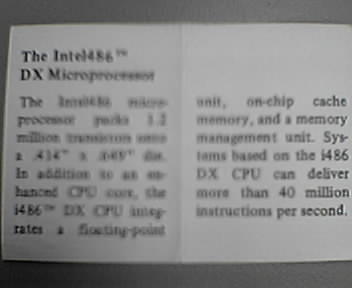 The Intel486™
DX Microprocessor
The Intel486 micro-
processor packs 1.2
million transistors onto
a .414" x .649" die.
In addition to an en-
hanced CPU core, the
i486™ DX CPU integ-
rates a floating-point
unit, on-chip cache
memory, and a memory
management unit. Sys-
tems based on the i486
DX CPU can deliver
more than 40 million
instructions per second.